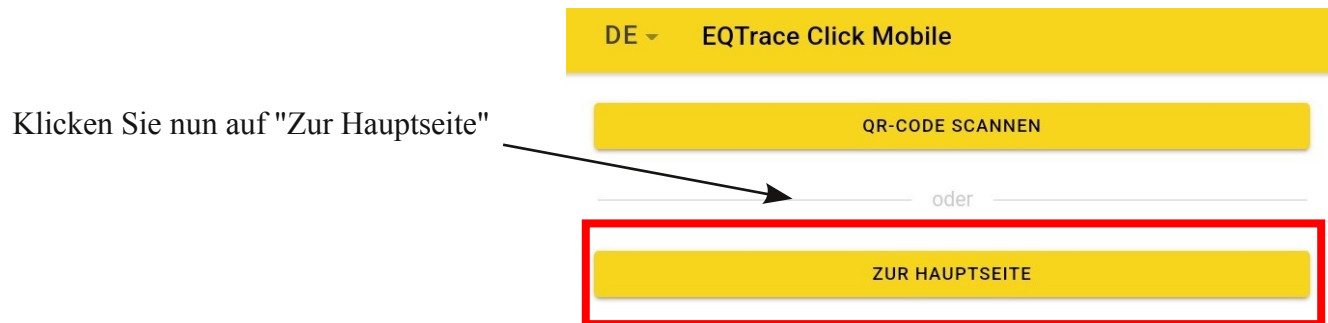 DE EQTrace Click Mobile
Klicken Sie nun auf "Zur Hauptseite"
QR-CODE SCANNEN
oder
ZUR HAUPTSEITE